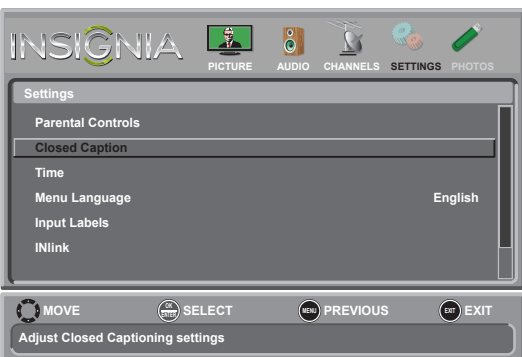 INSIGNIA
PICTURE AUDIO CHANNELS SETTINGS PHOTOS
Settings
Parental Controls
Closed Caption
Time
Menu Language English
Input Labels
INlink
MOVE OK ENTER SELECT MENU PREVIOUS EXIT EXIT
Adjust Closed Captioning settings